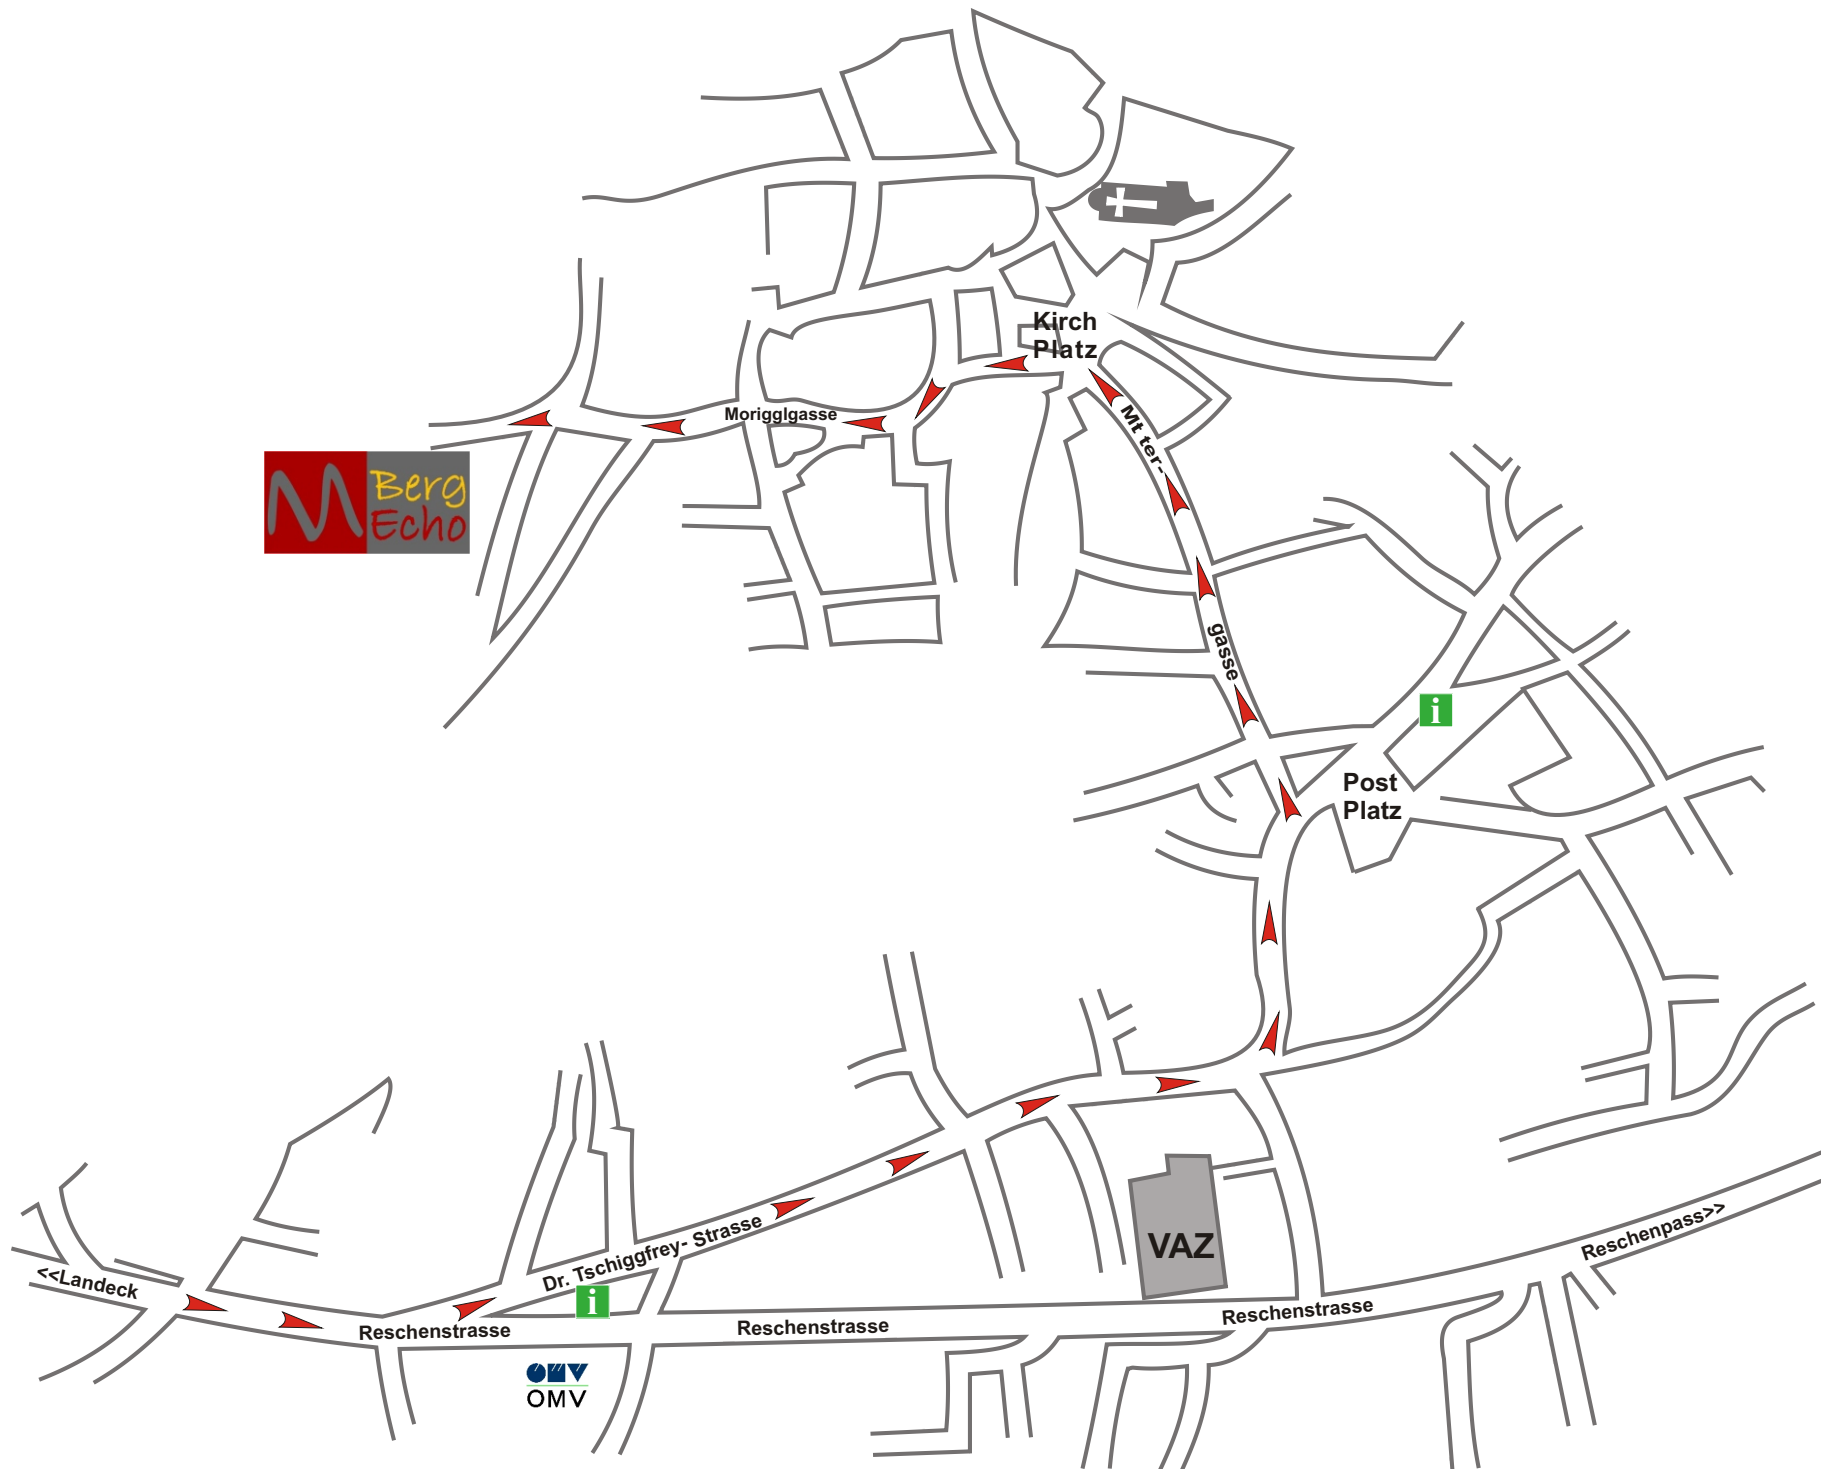 Kirch
Platz
Morigglgasse
Mt ter-
Berg
Echo
gasse
i
Post
Platz
Dr. Tschiggfrey- Strasse
VAZ
Reschenpass>>
<<Landeck
i
Reschenstrasse
Reschenstrasse
Reschenstrasse
OMV
OMV